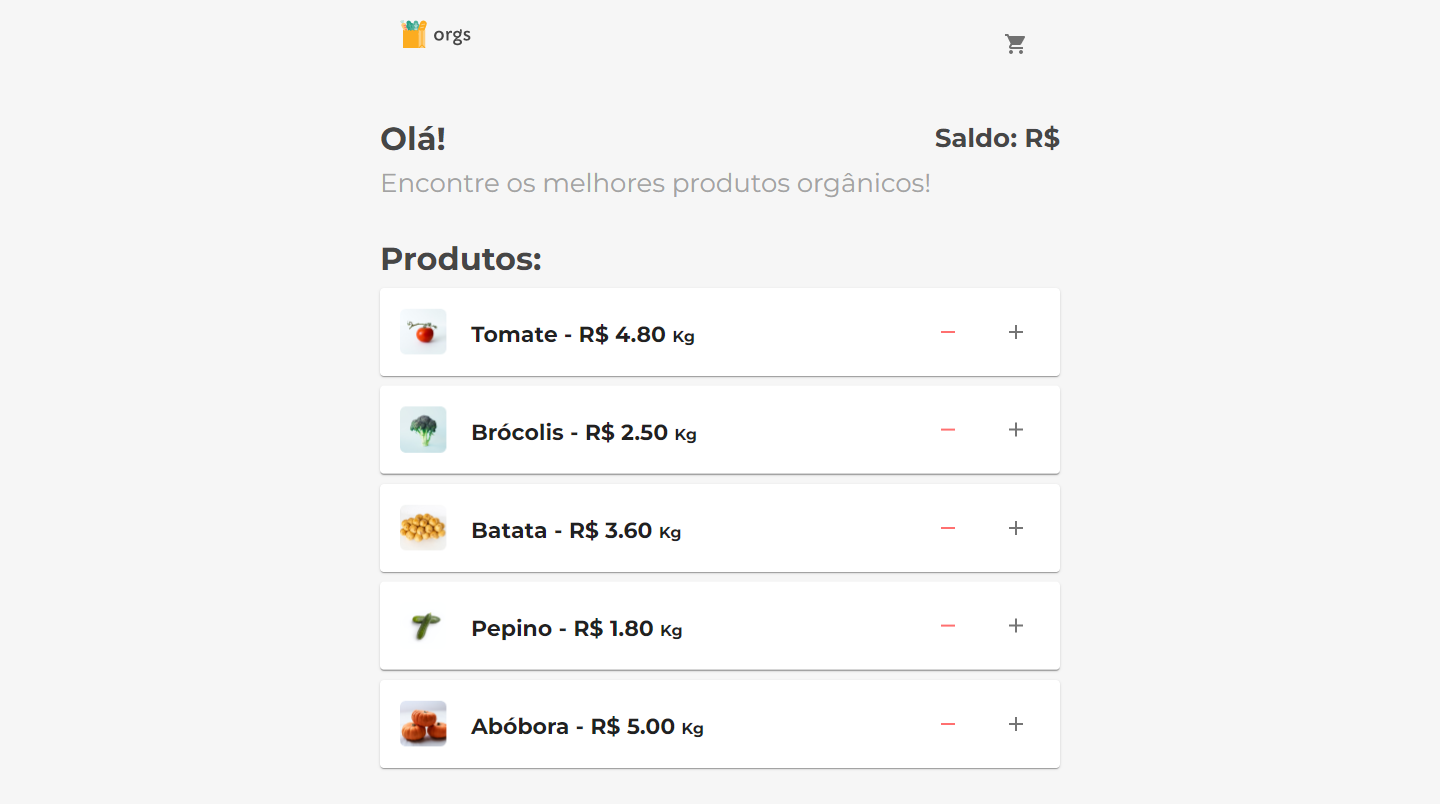 orgs
Olá!
Saldo: R$
Encontre os melhores produtos orgânicos!
Produtos:
Tomate - R$ 4.80 Kg
Brócolis - R$ 2.50 Kg
Batata - R$ 3.60 Kg
Pepino - R$ 1.80 Kg
Abóbora - R$ 5.00 Kg